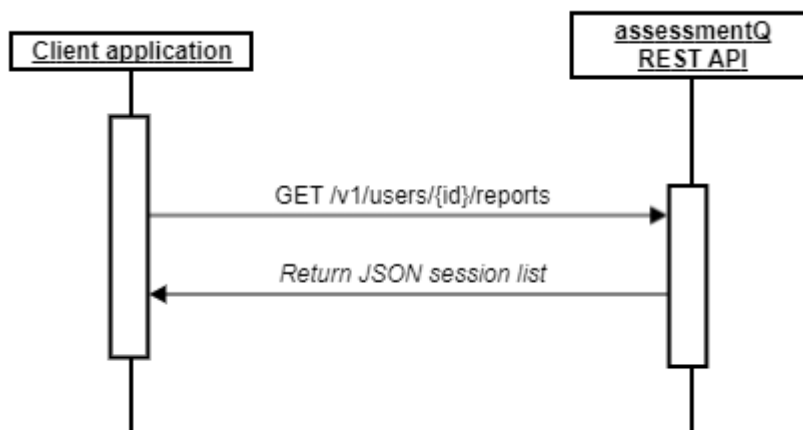 Client application
assessmentQ
REST API
GET /v1/users/{id}/reports
Return JSON session list